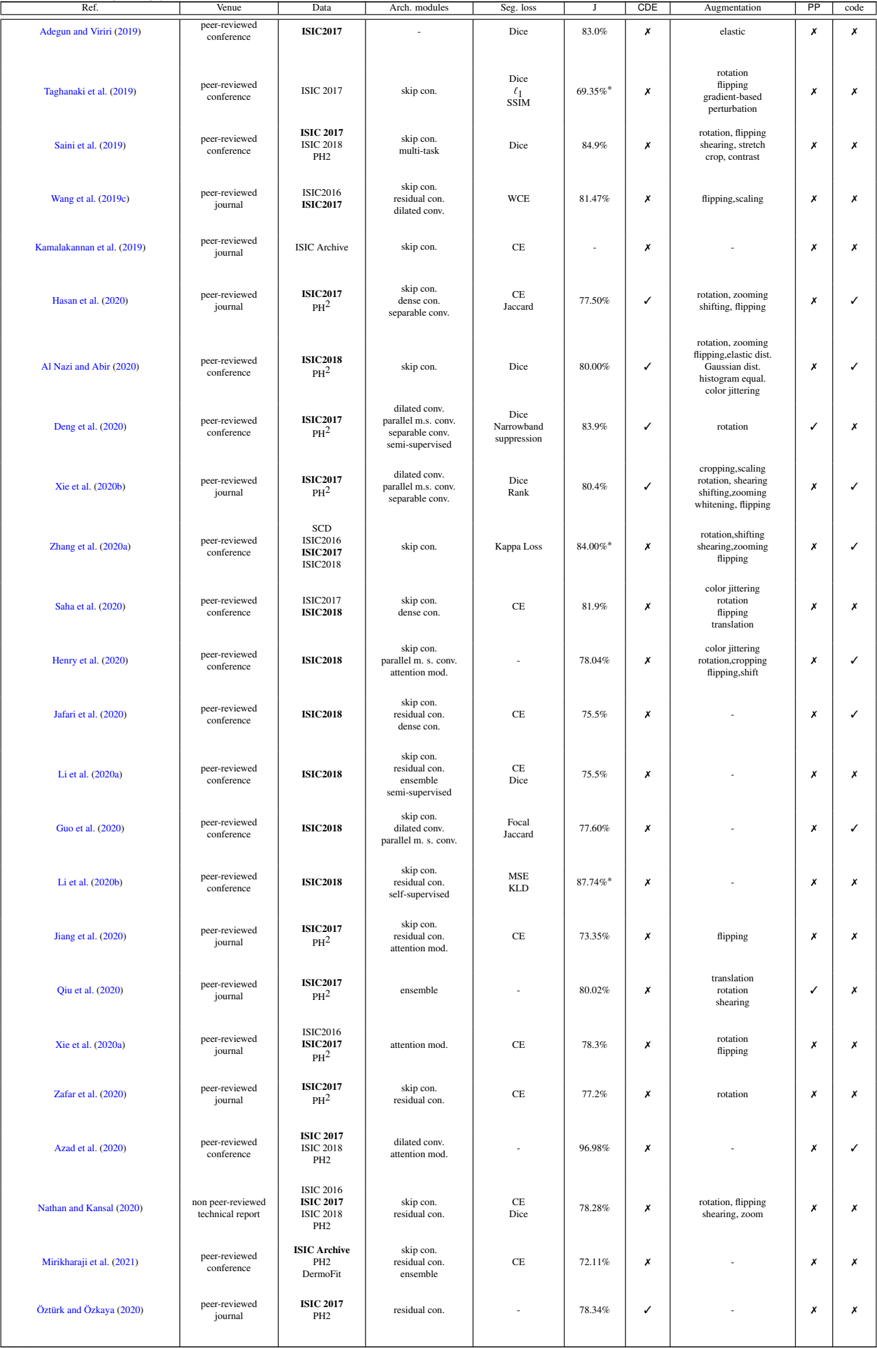 Ref. Venue Data Arch. modules Seg. loss J CDE Augmentation PP code
Adegun and Viriri (2019) peer-reviewed conference ISIC2017 - Dice 83.0% ✗ elastic ✗ ✗
Taghanaki et al. (2019) peer-reviewed conference ISIC 2017 skip con. Dice ℓ1 SSIM 69.35%* ✗ rotation flipping gradient-based perturbation ✗ ✗
Saini et al. (2019) peer-reviewed conference ISIC 2017 ISIC 2018 PH2 skip con. multi-task Dice 84.9% ✗ rotation, flipping shearing, stretch crop, contrast ✗ ✗
Wang et al. (2019c) peer-reviewed journal ISIC2016 ISIC2017 skip con. residual con. dilated conv. WCE 81.47% ✗ flipping,scaling ✗ ✗
Kamalakannan et al. (2019) peer-reviewed journal ISIC Archive skip con. CE - ✗ - ✗ ✗
Hasan et al. (2020) peer-reviewed journal ISIC2017 PH2 skip con. dense con. separable conv. CE Jaccard 77.50% ✓ rotation, zooming shifting, flipping ✗ ✓
Al Nazi and Abir (2020) peer-reviewed conference ISIC2018 PH2 skip con. Dice 80.00% ✓ rotation, zooming flipping,elastic dist. Gaussian dist. histogram equal. color jittering ✗ ✓
Deng et al. (2020) peer-reviewed conference ISIC2017 PH2 dilated conv. parallel m.s. conv. separable conv. semi-supervised Dice Narrowband suppression 83.9% ✓ rotation ✓ ✗
Xie et al. (2020b) peer-reviewed journal ISIC2017 PH2 dilated conv. parallel m.s. conv. separable conv. Dice Rank 80.4% ✓ cropping,scaling rotation, shearing shifting,zooming whitening, flipping ✗ ✓
Zhang et al. (2020a) peer-reviewed conference SCD ISIC2016 ISIC2017 ISIC2018 skip con. Kappa Loss 84.00%* ✗ rotation,shifting shearing,zooming flipping ✗ ✓
Saha et al. (2020) peer-reviewed conference ISIC2017 ISIC2018 skip con. dense con. CE 81.9% ✗ color jittering rotation flipping translation ✗ ✗
Henry et al. (2020) peer-reviewed conference ISIC2018 skip con. parallel m. s. conv. attention mod. - 78.04% ✗ color jittering rotation,cropping flipping,shift ✗ ✓
Jafari et al. (2020) peer-reviewed conference ISIC2018 skip con. residual con. dense con. CE 75.5% ✗ - ✗ ✓
Li et al. (2020a) peer-reviewed conference ISIC2018 skip con. residual con. ensemble semi-supervised CE Dice 75.5% ✗ - ✗ ✗
Guo et al. (2020) peer-reviewed conference ISIC2018 skip con. dilated conv. parallel m. s. conv. Focal Jaccard 77.60% ✗ - ✗ ✓
Li et al. (2020b) peer-reviewed conference ISIC2018 skip con. residual con. self-supervised MSE KLD 87.74%* ✗ - ✗ ✗
Jiang et al. (2020) peer-reviewed journal ISIC2017 PH2 skip con. residual con. attention mod. CE 73.35% ✗ flipping ✗ ✗
Qiu et al. (2020) peer-reviewed journal ISIC2017 PH2 ensemble - 80.02% ✗ translation rotation shearing ✓ ✗
Xie et al. (2020a) peer-reviewed journal ISIC2016 ISIC2017 PH2 attention mod. CE 78.3% ✗ rotation flipping ✗ ✗
Zafar et al. (2020) peer-reviewed journal ISIC2017 PH2 skip con. residual con. CE 77.2% ✗ rotation ✗ ✗
Azad et al. (2020) peer-reviewed conference ISIC 2017 ISIC 2018 PH2 dilated conv. attention mod. - 96.98% ✗ - ✗ ✓
Nathan and Kansal (2020) non peer-reviewed technical report ISIC 2016 ISIC 2017 ISIC 2018 PH2 skip con. residual con. CE Dice 78.28% ✗ rotation, flipping shearing, zoom ✗ ✗
Mirikharaji et al. (2021) peer-reviewed conference ISIC Archive PH2 DermoFit skip con. residual con. ensemble CE 72.11% ✗ - ✗ ✗
Öztürk and Özkaya (2020) peer-reviewed journal ISIC 2017 PH2 residual con. - 78.34% ✓ - ✗ ✗